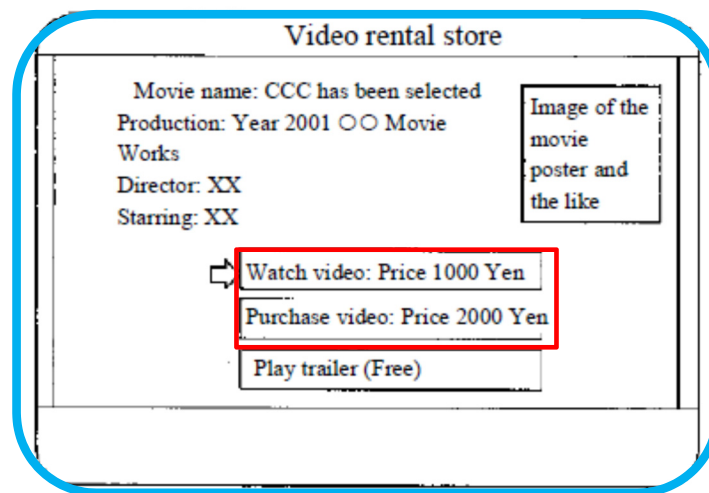 Video rental store
Movie name: CCC has been selected
Production: Year 2001 ○○ Movie
Works
Director: XX
Starring: XX
Image of the
movie
poster and
the like
Watch video: Price 1000 Yen
Purchase video: Price 2000 Yen
Play trailer (Free)